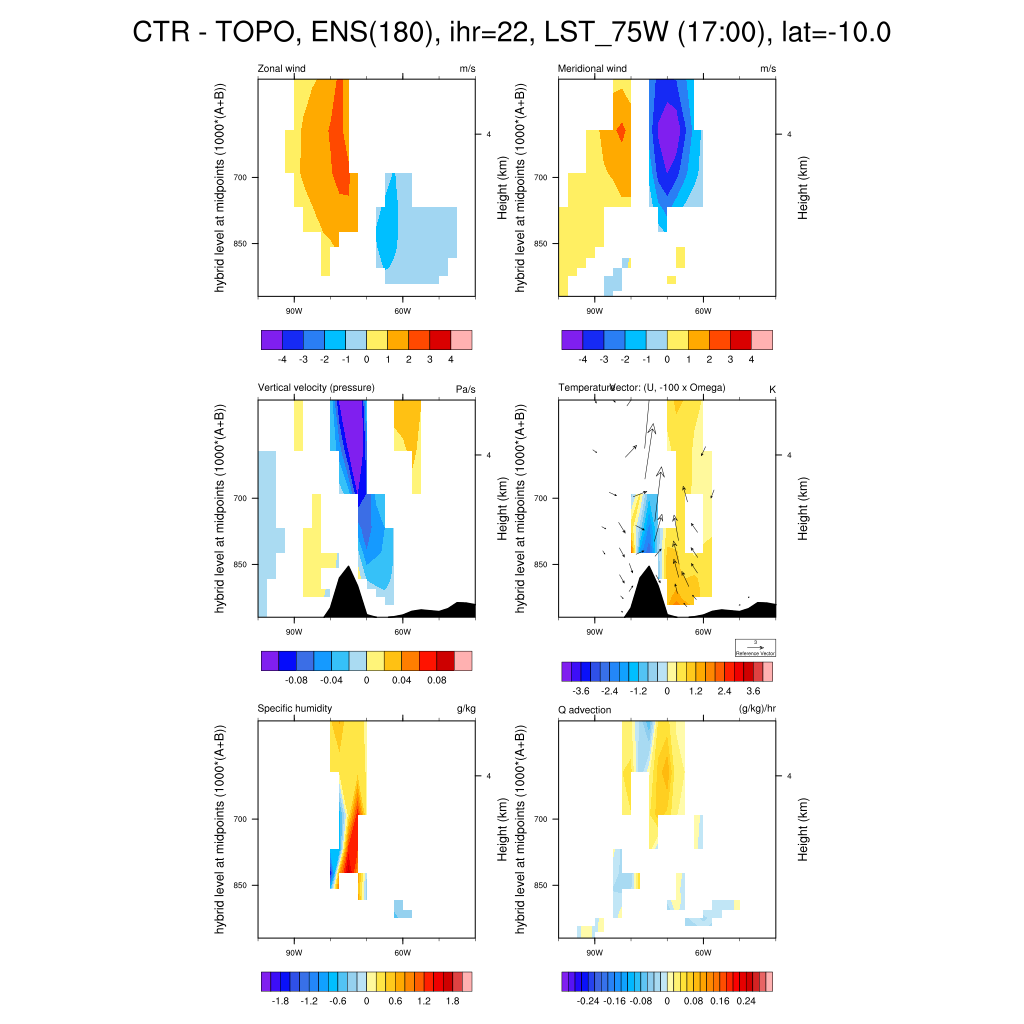 CTR - TOPO, ENS(180), ihr=22, LST_75W (17:00), lat=-10.0
Zonal wind m/s
hybrid level at midpoints (1000*(A+B))
700
850
4
Height (km)
90W 60W
-4 -3 -2 -1 0 1 2 3 4
Meridional wind m/s
hybrid level at midpoints (1000*(A+B))
700
850
4
Height (km)
90W 60W
-4 -3 -2 -1 0 1 2 3 4
Vertical velocity (pressure) Pa/s
hybrid level at midpoints (1000*(A+B))
700
850
4
Height (km)
90W 60W
-0.08 -0.04 0 0.04 0.08
Temperature Vector: (U, -100 x Omega) K
hybrid level at midpoints (1000*(A+B))
700
850
4
Height (km)
90W 60W
3
Reference Vector
-3.6 -2.4 -1.2 0 1.2 2.4 3.6
Specific humidity g/kg
hybrid level at midpoints (1000*(A+B))
700
850
4
Height (km)
90W 60W
-1.8 -1.2 -0.6 0 0.6 1.2 1.8
Q advection (g/kg)/hr
hybrid level at midpoints (1000*(A+B))
700
850
4
Height (km)
90W 60W
-0.24 -0.16 -0.08 0 0.08 0.16 0.24